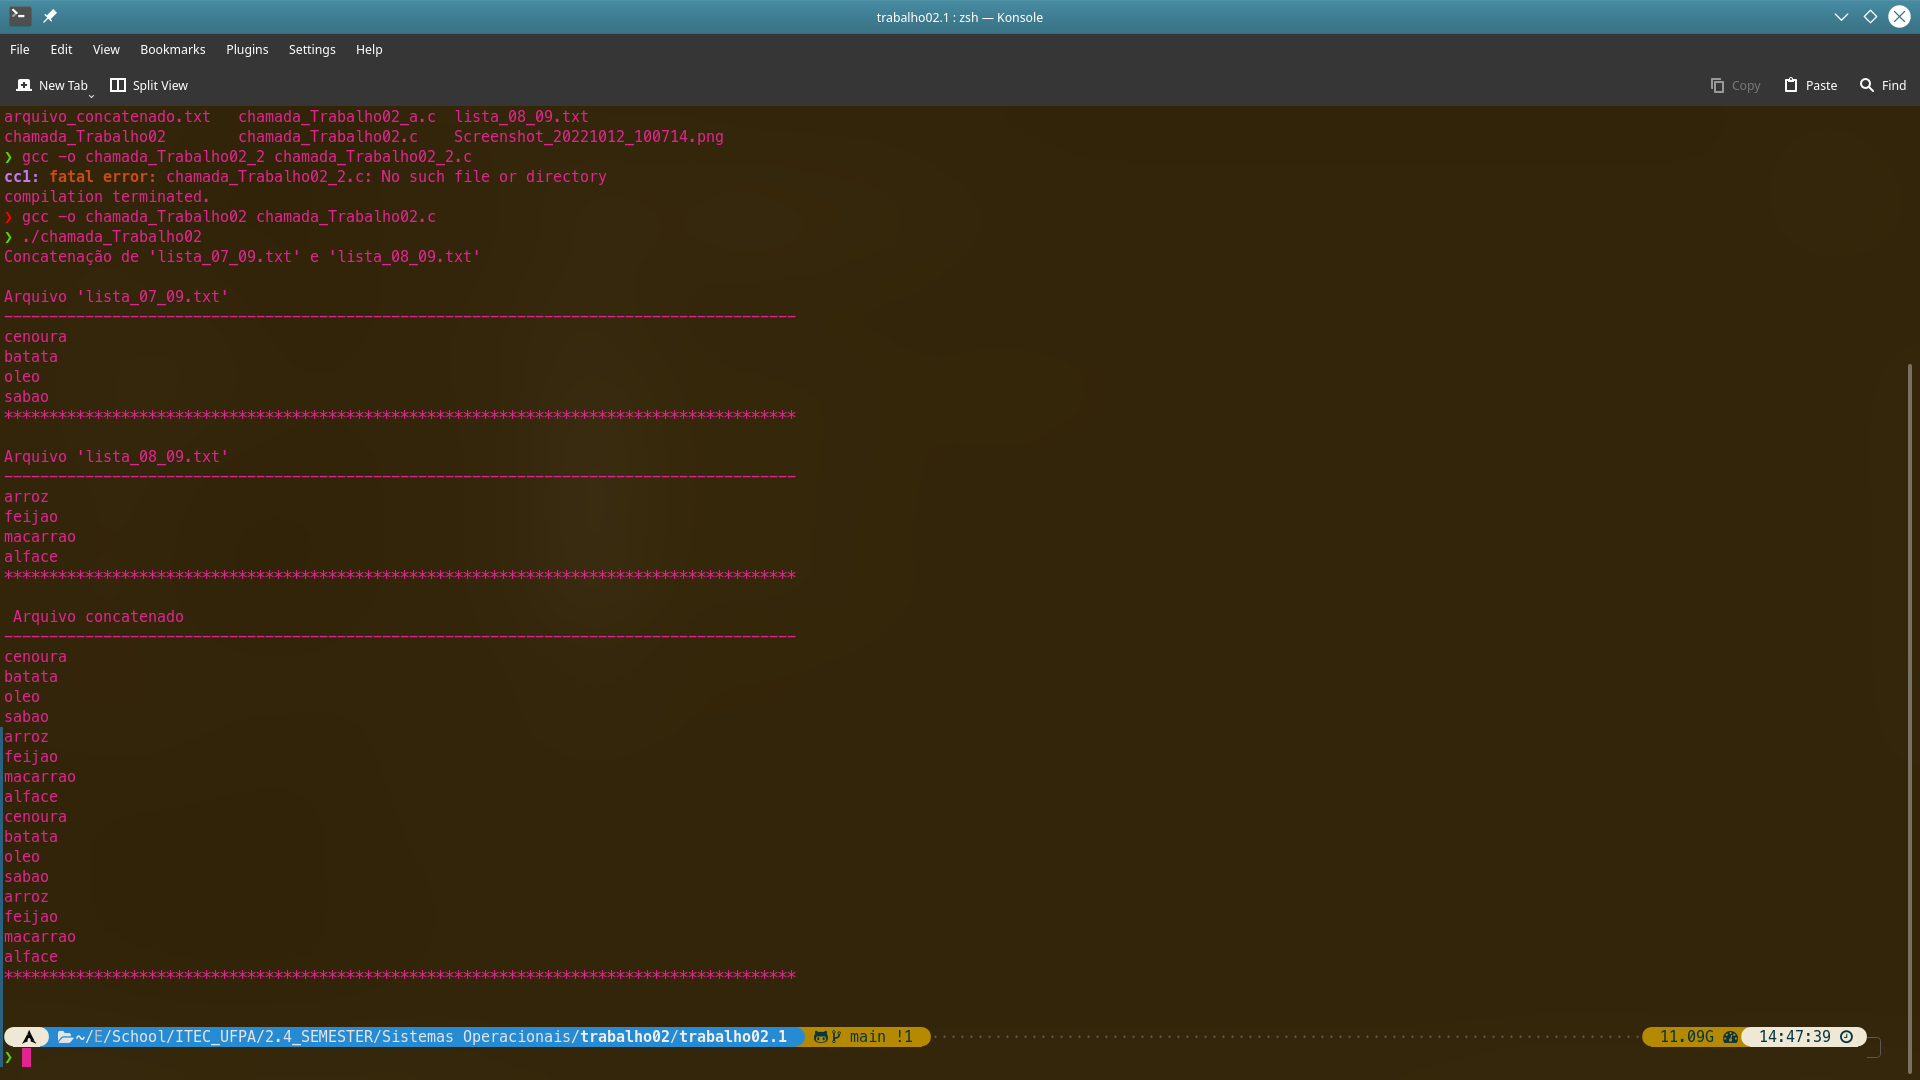 trabalho02.1 : zsh — Konsole
File Edit View Bookmarks Plugins Settings Help
New Tab Split View Copy Paste Find
arquivo_concatenado.txt chamada_Trabalho02_a.c lista_08_09.txt
chamada_Trabalho02 chamada_Trabalho02.c Screenshot_20221012_100714.png
❯ gcc -o chamada_Trabalho02_2 chamada_Trabalho02_2.c
cc1: fatal error: chamada_Trabalho02_2.c: No such file or directory
compilation terminated.
❯ gcc -o chamada_Trabalho02 chamada_Trabalho02.c
❯ ./chamada_Trabalho02
Concatenação de 'lista_07_09.txt' e 'lista_08_09.txt'
Arquivo 'lista_07_09.txt'
----------------------------------------------------------------------------------------
cenoura
batata
oleo
sabao
****************************************************************************************
Arquivo 'lista_08_09.txt'
----------------------------------------------------------------------------------------
arroz
feijao
macarrao
alface
****************************************************************************************
Arquivo concatenado
----------------------------------------------------------------------------------------
cenoura
batata
oleo
sabao
arroz
feijao
macarrao
alface
cenoura
batata
oleo
sabao
arroz
feijao
macarrao
alface
****************************************************************************************
~/E/School/ITEC_UFPA/2.4_SEMESTER/Sistemas Operacionais/trabalho02/trabalho02.1 main !1 11.09G 14:47:39
❯